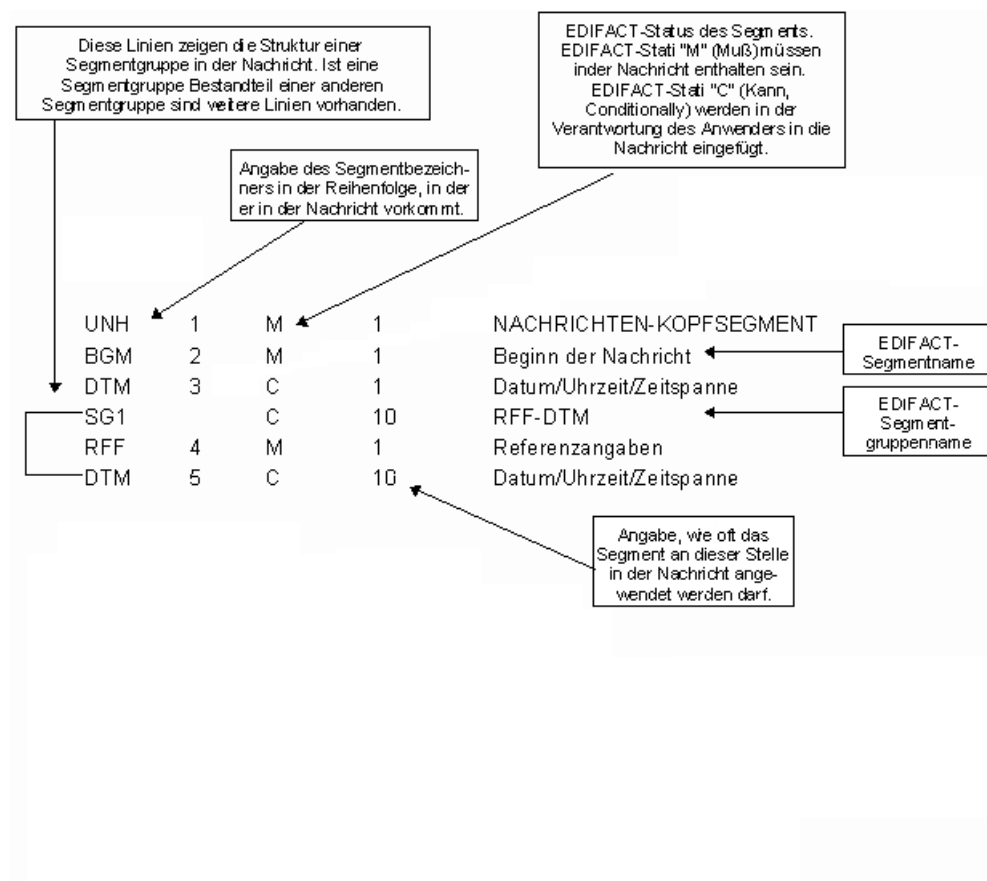 Diese Linien zeigen die Struktur einer
Segmentgruppe in der Nachricht. Ist eine
Segmentgruppe Bestandteil einer anderen
Segmentgruppe sind weitere Linien vorhanden.
EDIFACT-Status des Segments.
EDIFACT-Stati "M" (Muß) müssen
inder Nachricht enthalten sein.
EDIFACT-Stati "C" (Kann,
Conditionally) werden in der
Verantwortung des Anwenders in die
Nachricht eingefügt.
Angabe des Segmentbezeich-
ners in der Reihenfolge, in der
er in der Nachricht vorkommt.
UNH 1 M 1 NACHRICHTEN-KOPFSEGMENT
BGM 2 M 1 Beginn der Nachricht
DTM 3 C 1 Datum/Uhrzeit/Zeitspanne
SG1 C 10 RFF-DTM
RFF 4 M 1 Referenzangaben
DTM 5 C 10 Datum/Uhrzeit/Zeitspanne
EDIFACT-
Segmentname
EDIFACT-
Segment-
gruppenname
Angabe, wie oft das
Segment an dieser Stelle
in der Nachricht ange-
wendet werden darf.